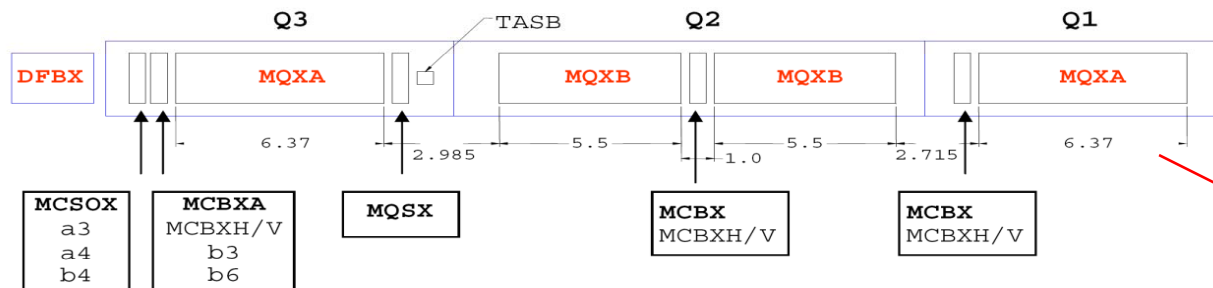 Q3
TASB
Q2
Q1
DFBX
MQXA
MQXB
MQXB
MQXA
6.37
2.985
5.5
1.0
5.5
2.715
6.37
MCSOX
a3
a4
b4
MCBXA
MCBXH/V
b3
b6
MQSX
MCBX
MCBXH/V
MCBX
MCBXH/V